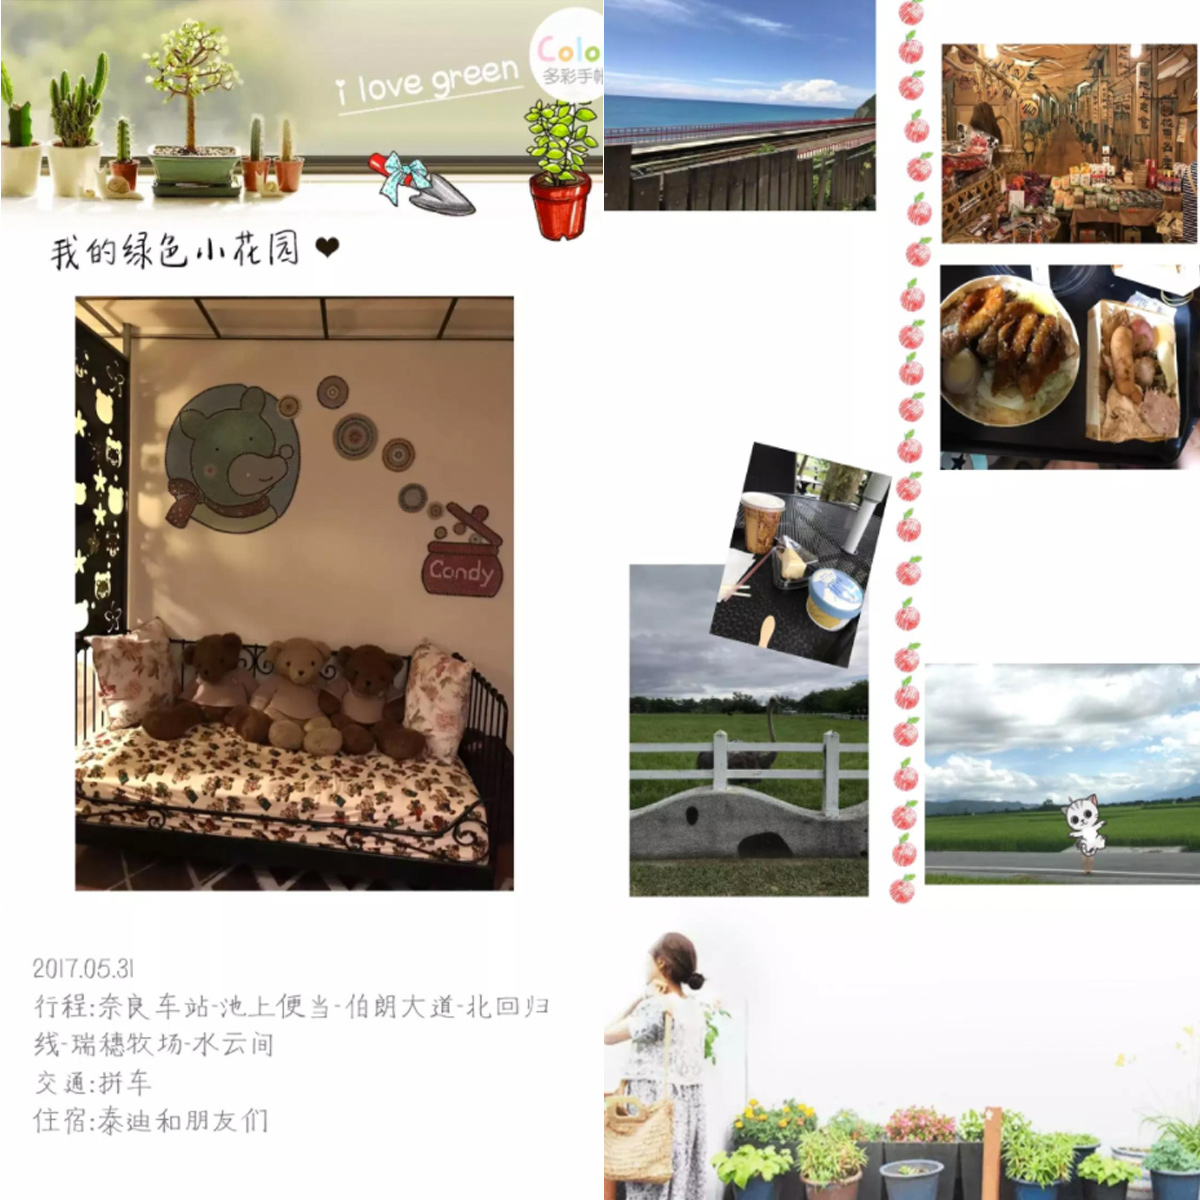 i love green
Colo
多彩手帐
我的绿色小花园
Candy
2017.05.31
行程:奈良车站-池上便当-伯朗大道-北回归
线-瑞穗牧场-水云间
交通:拼车
住宿:泰迪和朋友们